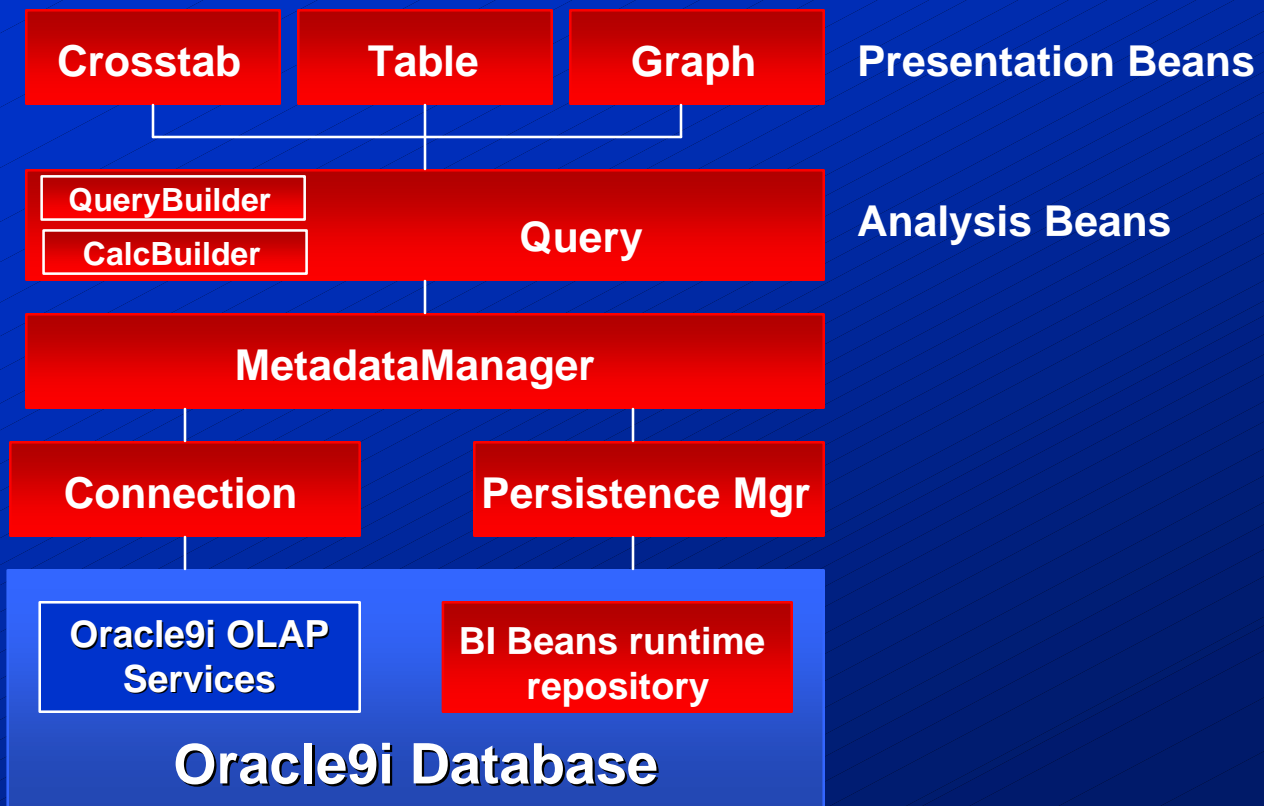 Crosstab
Table
Graph
Presentation Beans
QueryBuilder
CalcBuilder
Query
Analysis Beans
MetadataManager
Connection
Persistence Mgr
Oracle9i OLAP
Services
BI Beans runtime
repository
Oracle9i Database